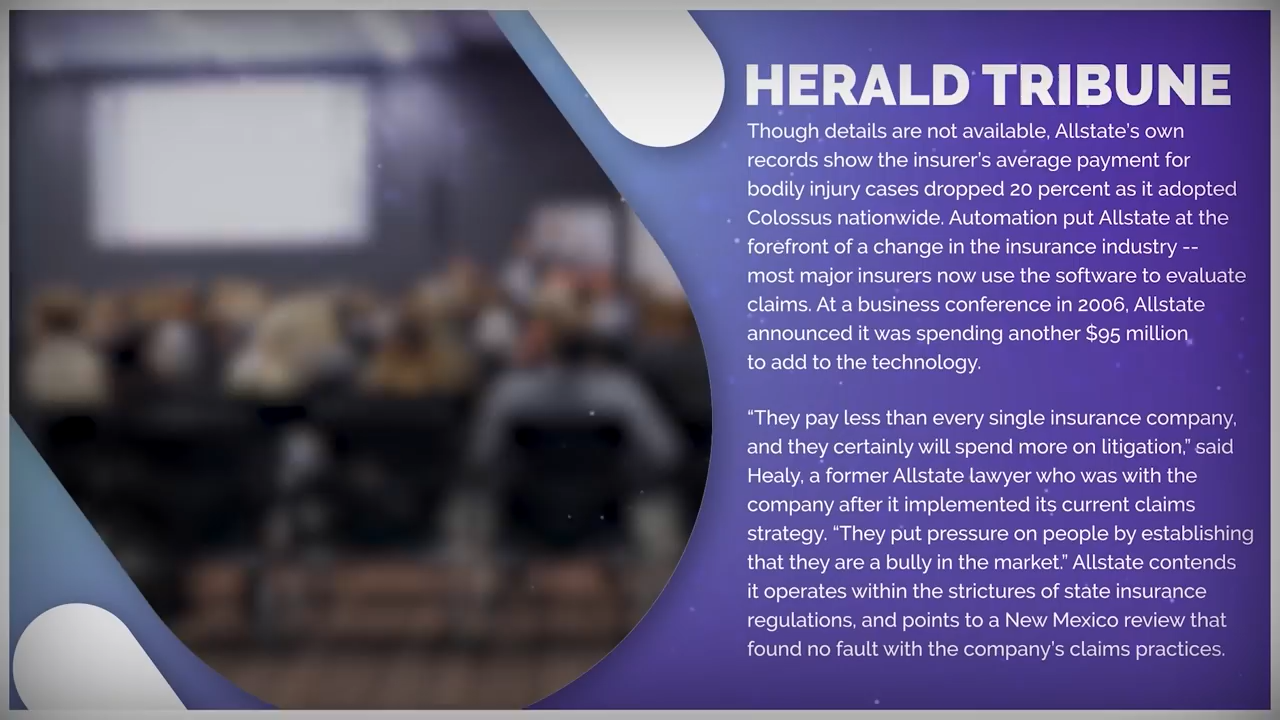 HERALD TRIBUNE
Though details are not available, Allstate's own
records show the insurer's average payment for
bodily injury cases dropped 20 percent as it adopted
Colossus nationwide. Automation put Allstate at the
forefront of a change in the insurance industry --
most major insurers now use the software to evaluate
claims. At a business conference in 2006, Allstate
announced it was spending another $95 million
to add to the technology.
“They pay less than every single insurance company,
and they certainly will spend more on litigation,” said
Healy, a former Allstate lawyer who was with the
company after it implemented its current claims
strategy. “They put pressure on people by establishing
that they are a bully in the market.” Allstate contends
it operates within the strictures of state insurance
regulations, and points to a New Mexico review that
found no fault with the company's claims practices.